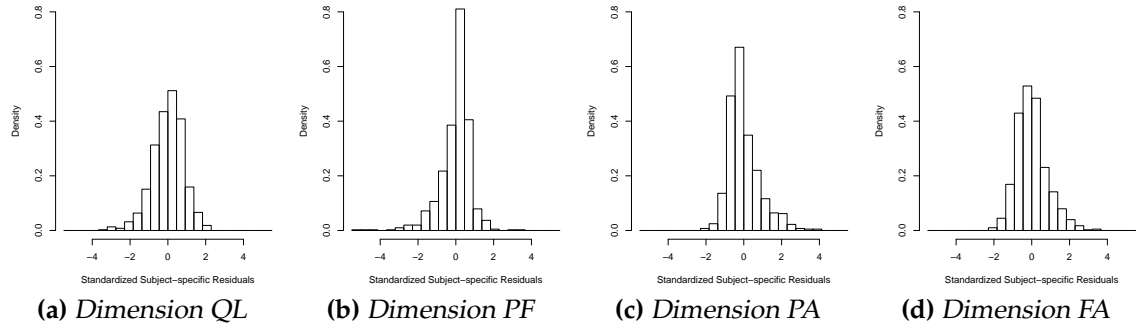 0.0 0.2 0.4 0.6 0.8
Density
−4 −2 0 2 4
Standardized Subject−specific Residuals
(a) Dimension QL
0.0 0.2 0.4 0.6 0.8
Density
−4 −2 0 2 4
Standardized Subject−specific Residuals
(b) Dimension PF
0.0 0.2 0.4 0.6 0.8
Density
−4 −2 0 2 4
Standardized Subject−specific Residuals
(c) Dimension PA
0.0 0.2 0.4 0.6 0.8
Density
−4 −2 0 2 4
Standardized Subject−specific Residuals
(d) Dimension FA